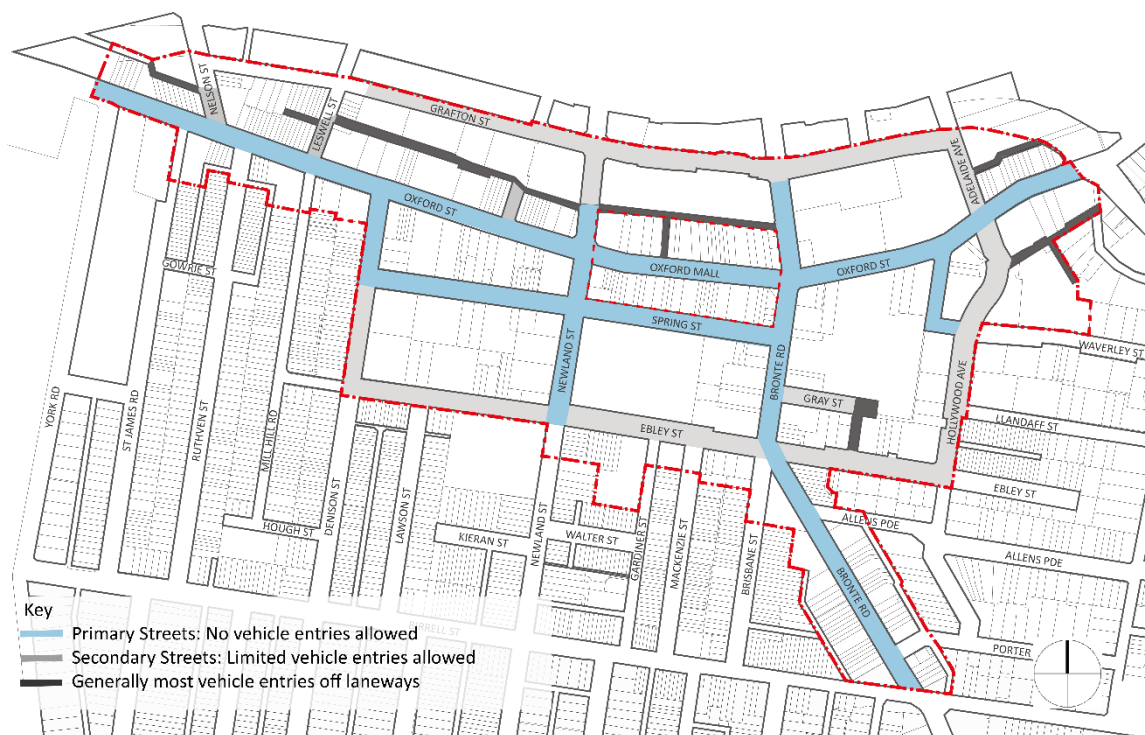 NELSON ST
LESWELL ST
GRAFTON ST
ADELAIDE AVE
OXFORD ST
OXFORD MALL
OXFORD ST
GOWRIE ST
SPRING ST
NEWLAND ST
BRONTE RD
WAVERLEY ST
HOLLYWOOD AVE
GRAY ST
LLANDAFF ST
YORK RD
ST JAMES RD
RUTHVEN ST
MILL HILL RD
EBLEY ST
EBLEY ST
DENISON ST
LAWSON ST
HOUGH ST
KIERAN ST
NEWLAND ST
WALTER ST
GARDINER ST
MACKENZIE ST
BRISBANE ST
ALLENS PDE
ALLENS PDE
BRONTE RD
PORTER
Key
Primary Streets: No vehicle entries allowed
Secondary Streets: Limited vehicle entries allowed
Generally most vehicle entries off laneways